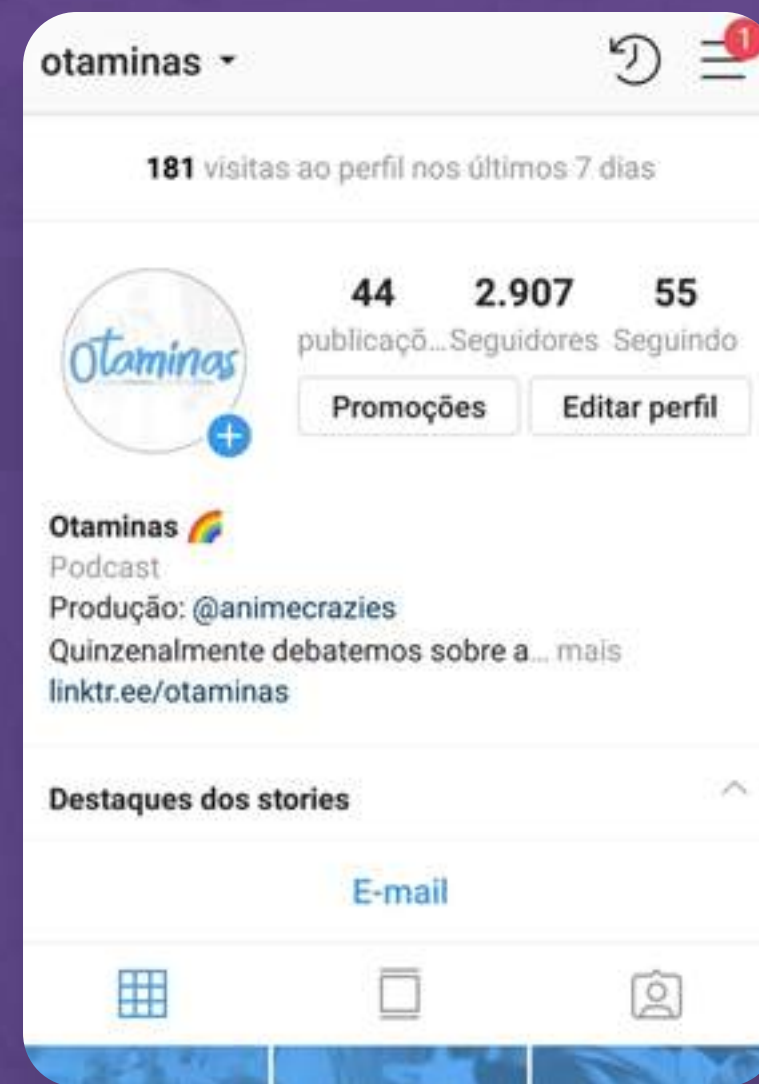 otaminas
1
181 visitas ao perfil nos últimos 7 dias
44 2.907 55
publicaçõ... Seguidores Seguindo
Otaminas
Promoções Editar perfil
Otaminas 🌈
Podcast
Produção: @animecrazies
Quinzenalmente debatemos sobre a... mais
linktr.ee/otaminas
Destaques dos stories
E-mail